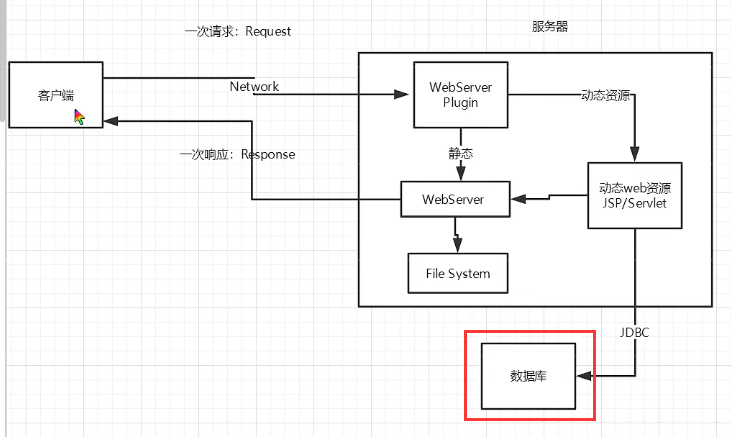 一次请求：Request
服务器
客户端
Network
WebServer
Plugin
动态资源
一次响应：Response
静态
动态web资源
JSP/Servlet
WebServer
File System
JDBC
数据库